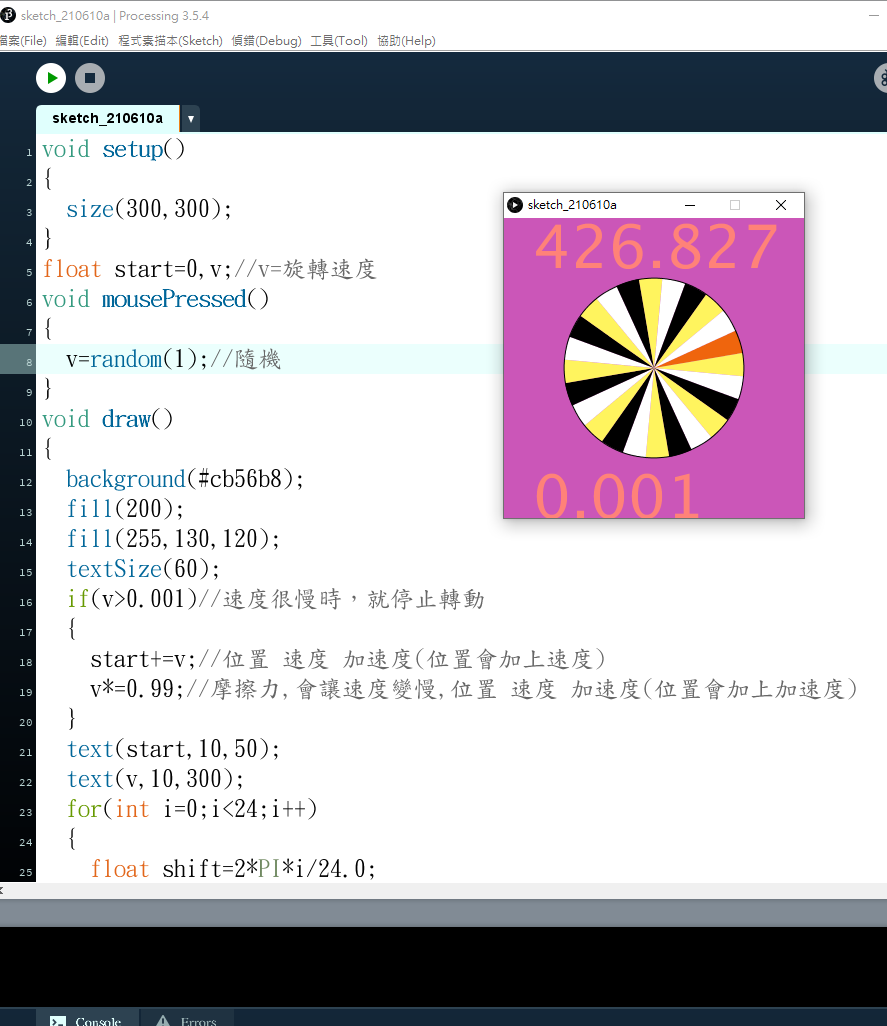 sketch_210610a | Processing 3.5.4
檔案(File) 編輯(Edit) 程式素描本(Sketch) 偵錯(Debug) 工具(Tool) 協助(Help)
sketch_210610a
1 void setup()
2 {
3 size(300,300);
4 }
5 float start=0,v;//v=旋轉速度
6 void mousePressed()
7 {
8 v=random(1);//隨機
9 }
10 void draw()
11 {
12 background(#cb56b8);
13 fill(200);
14 fill(255,130,120);
15 textSize(60);
16 if(v>0.001)//速度很慢時，就停止轉動
17 {
18 start+=v;//位置 速度 加速度(位置會加上速度)
19 v*=0.99;//摩擦力,會讓速度變慢,位置 速度 加速度(位置會加上加速度)
20 }
21 text(start,10,50);
22 text(v,10,300);
23 for(int i=0;i<24;i++)
24 {
25 float shift=2*PI*i/24.0;
sketch_210610a
426.827
0.001
Console Errors